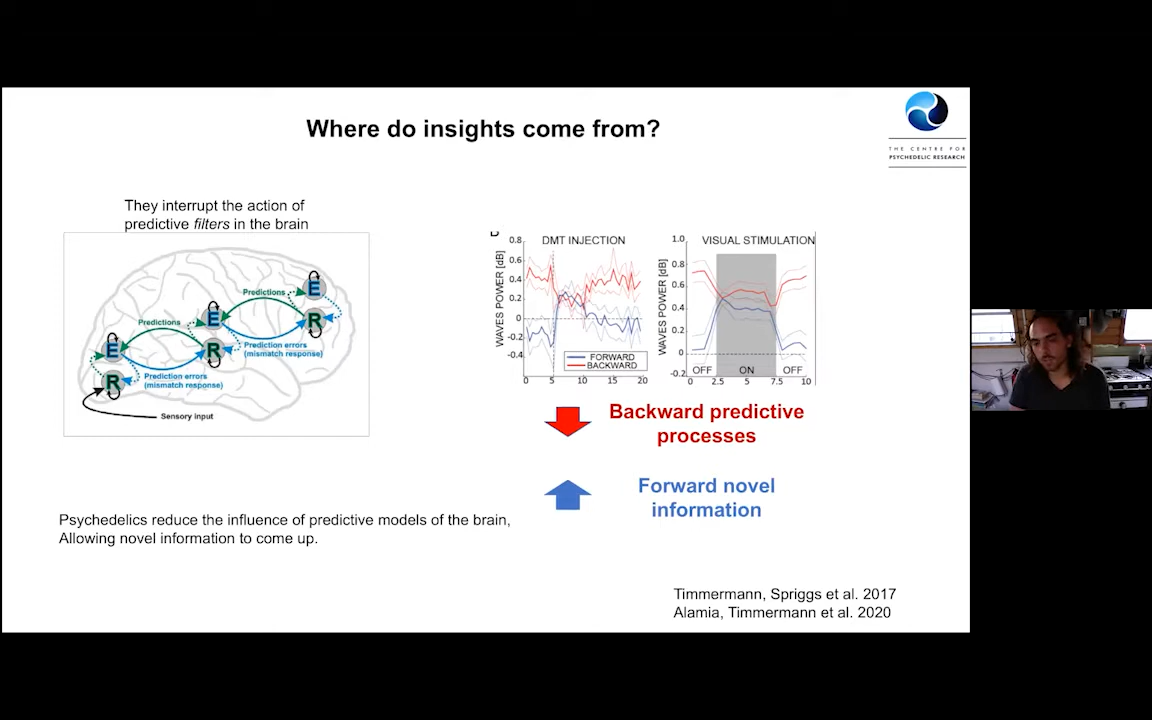 Where do insights come from?
THE CENTRE FOR
PSYCHEDELIC RESEARCH
They interrupt the action of
predictive filters in the brain
E
Predictions
R
E
Predictions
R
Prediction errors
(mismatch response)
E
R
Prediction errors
(mismatch response)
Sensory input
DMT INJECTION
WAVES POWER [dB]
0.8
0.6
0.4
0.2
0
-0.2
-0.4
FORWARD
BACKWARD
0 5 10 15 20
VISUAL STIMULATION
WAVES POWER [dB]
1.0
0.8
0.6
0.4
0.2
0
-0.2
OFF ON OFF
0 2.5 5 7.5 10
Backward predictive
processes
Forward novel
information
Psychedelics reduce the influence of predictive models of the brain,
Allowing novel information to come up.
Timmermann, Spriggs et al. 2017
Alamia, Timmermann et al. 2020